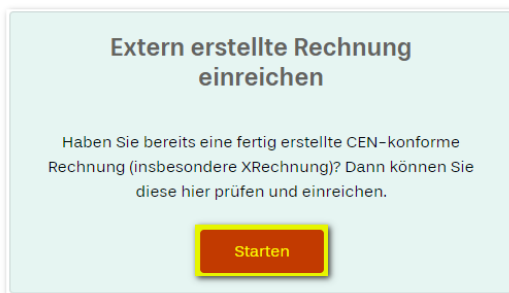 Extern erstellte Rechnung
einreichen
Haben Sie bereits eine fertig erstellte CEN-konforme
Rechnung (insbesondere XRechnung)? Dann können Sie
diese hier prüfen und einreichen.
Starten